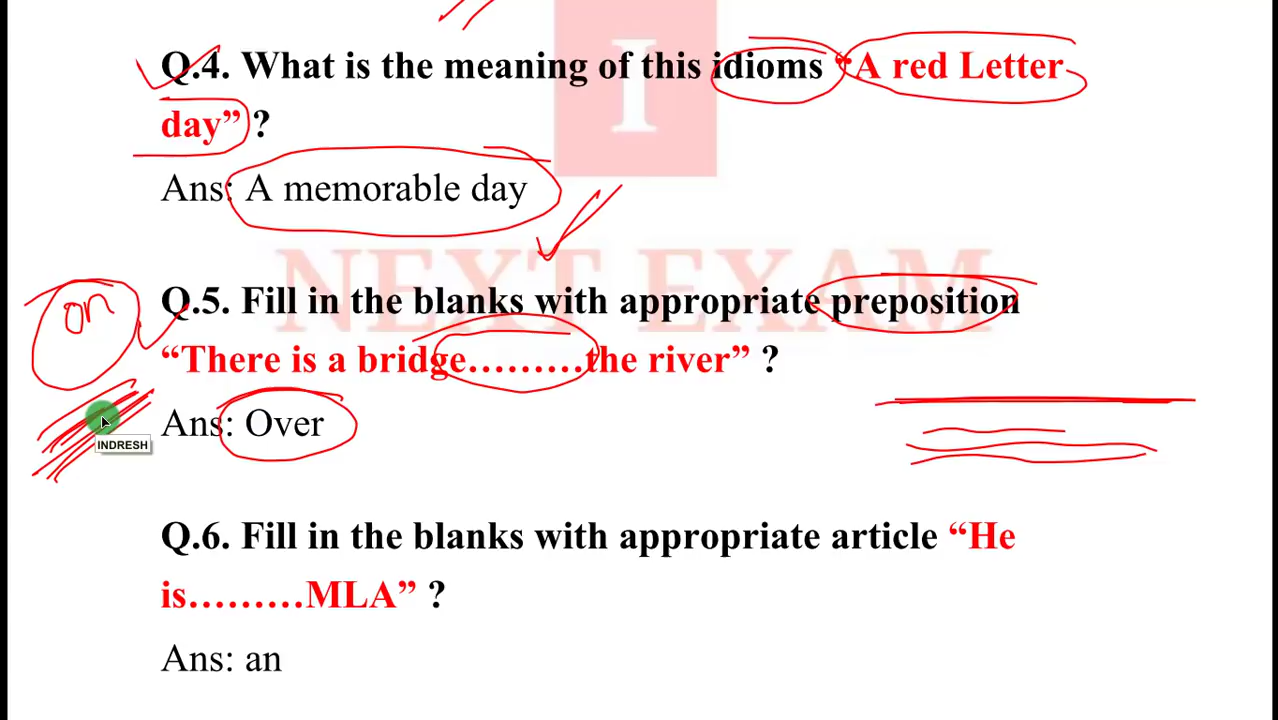 Q.4. What is the meaning of this idioms “A red Letter
day” ?
Ans: A memorable day
I
NEXT EXAM
on
Q.5. Fill in the blanks with appropriate preposition
“There is a bridge………the river” ?
Ans: Over
INDRESH
Q.6. Fill in the blanks with appropriate article “He
is………MLA” ?
Ans: an